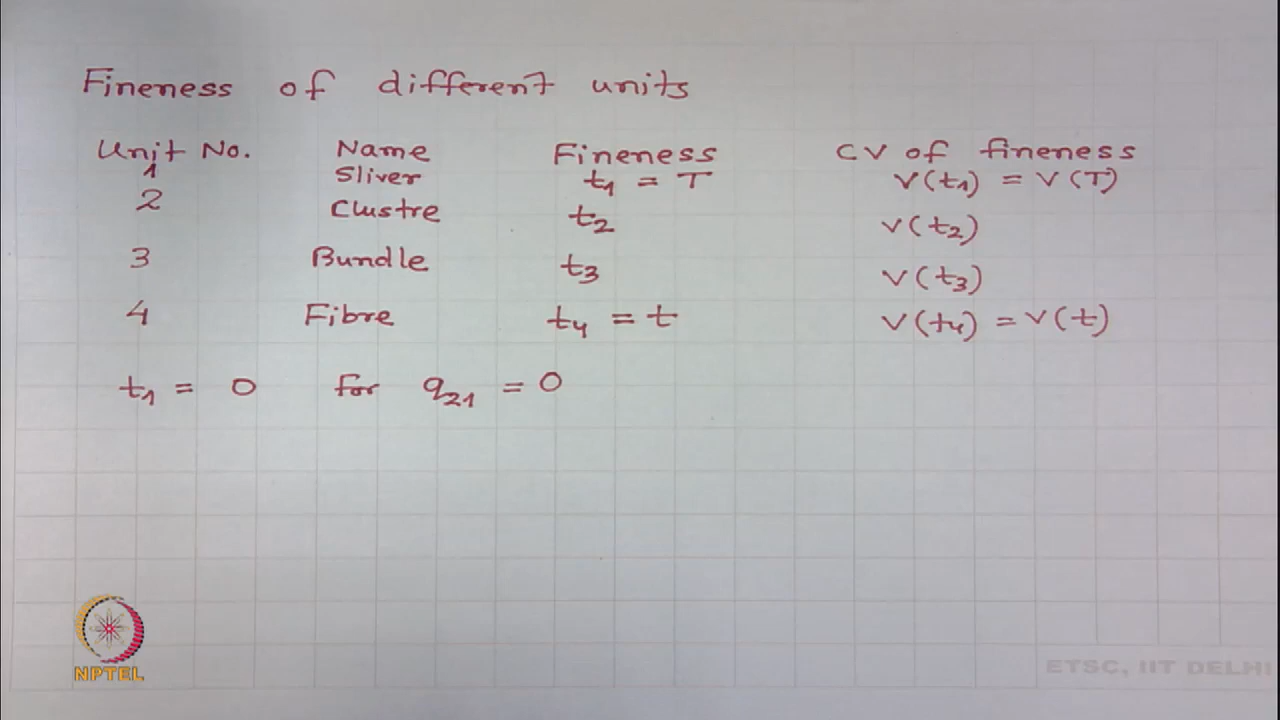 Fineness of different units
Unit No. Name Fineness CV of fineness
1 Sliver t₁ = T V(t₁) = V(T)
2 Clustre t₂ V(t₂)
3 Bundle t₃ V(t₃)
4 Fibre t₄ = t V(t₄) = V(t)
t₁ = 0 for q₂₁ = 0
NPTEL
ETSC, IIT DELHI